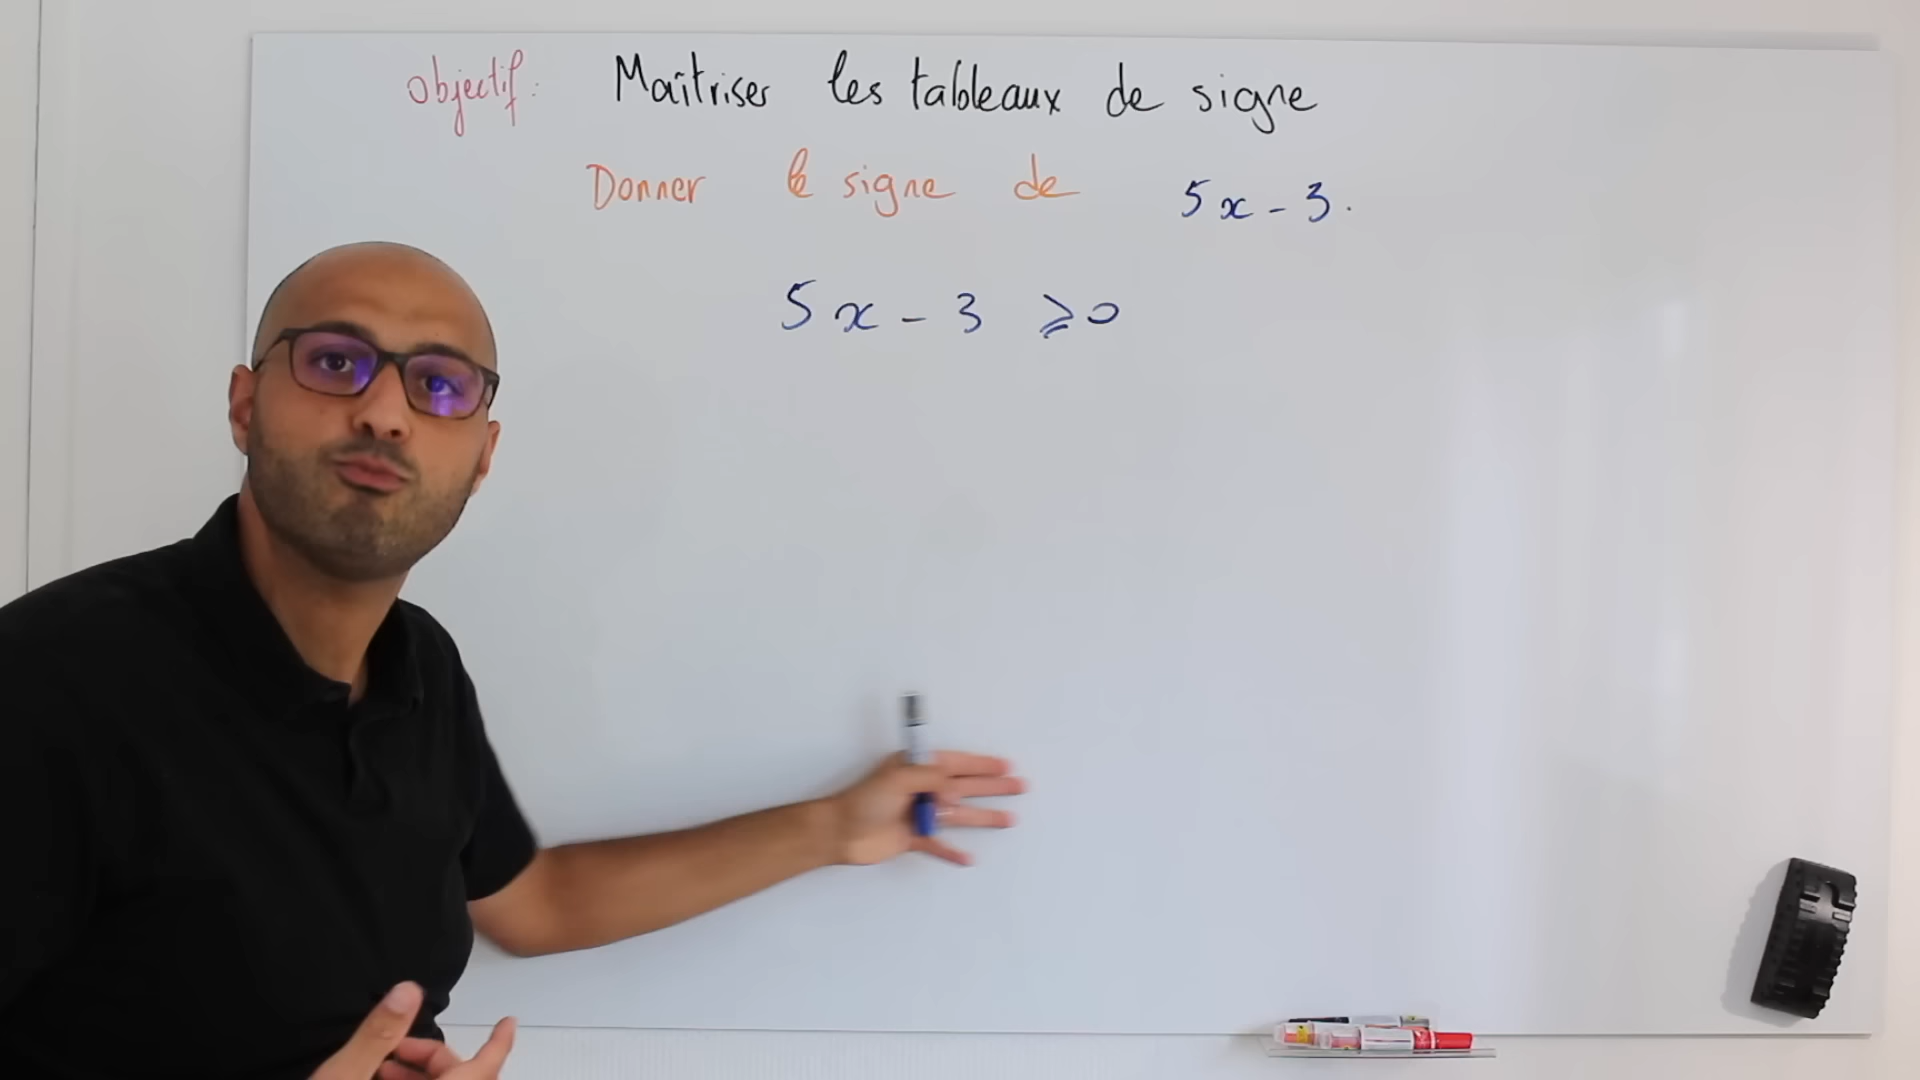 Objectif: Maîtriser les tableaux de signe
Donner le signe de 5x - 3.
5x - 3 ⩾ 0